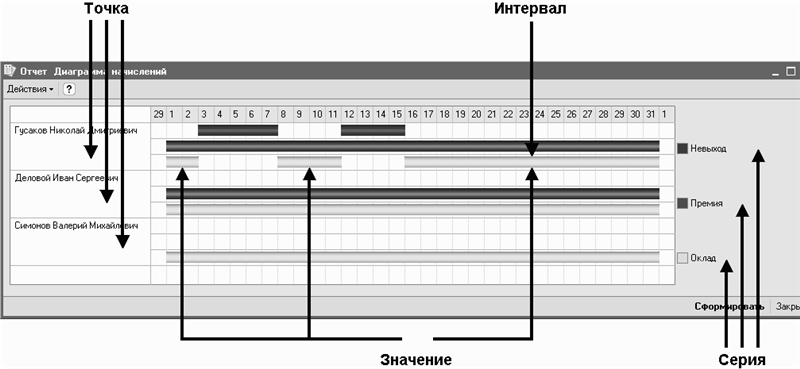 Точка
Интервал
Отчет Диаграмма начислений
Действия
?
29 1 2 3 4 5 6 7 8 9 10 11 12 13 14 15 16 17 18 19 20 21 22 23 24 25 26 27 28 29 30 31 1
Гусаков Николай Дмитриевич
Невыход
Деловой Иван Сергеевич
Премия
Симонов Валерий Михайлович
Оклад
Сформировать Закры
Значение
Серия